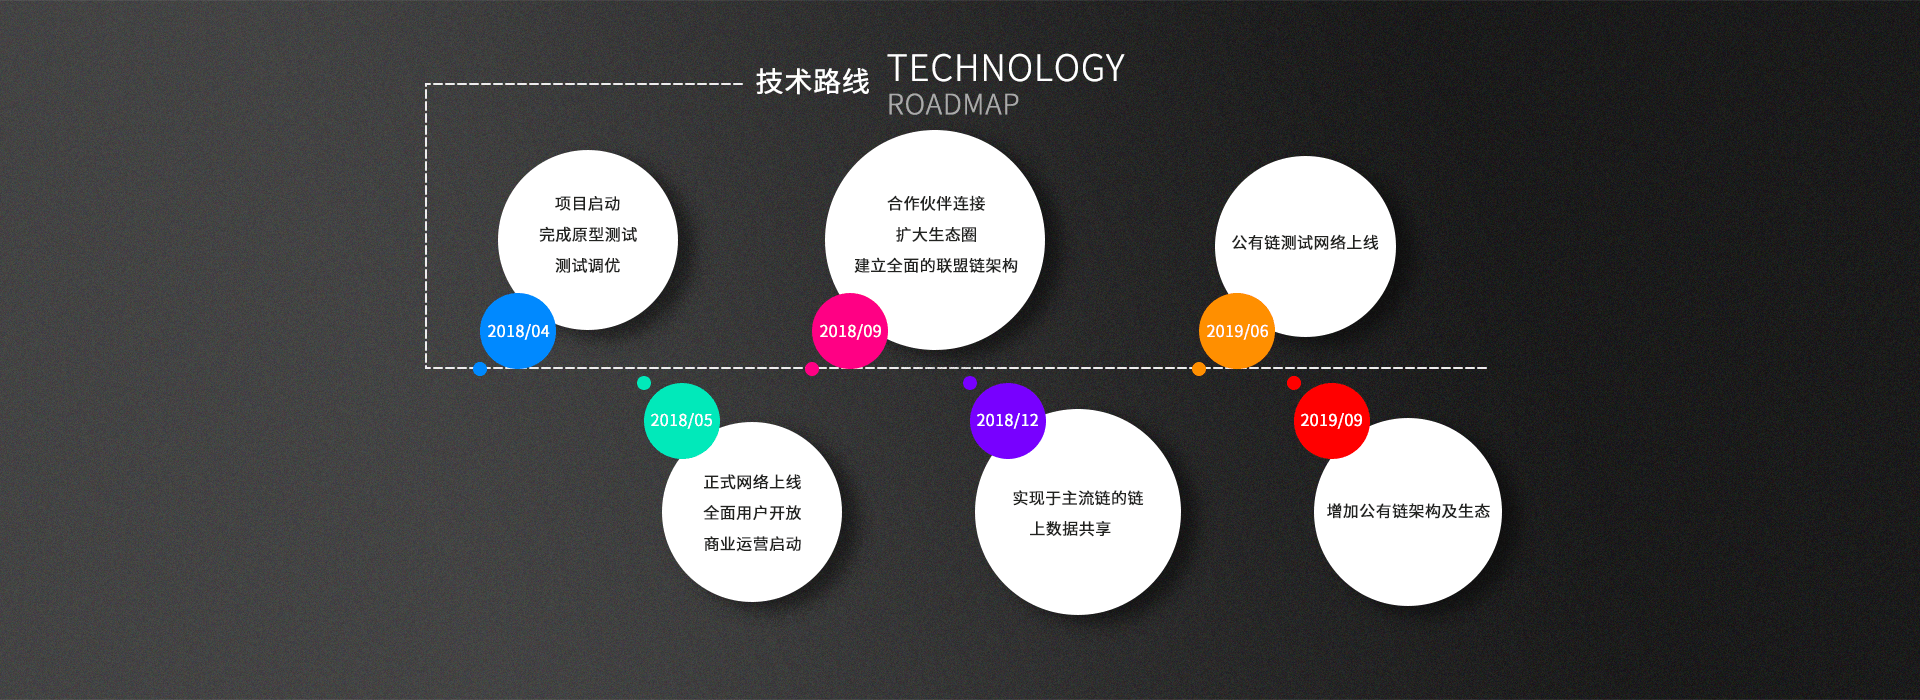 技术路线
TECHNOLOGY
ROADMAP
项目启动
完成原型测试
测试调优
2018/04
正式网络上线
全面用户开放
商业运营启动
2018/05
合作伙伴连接
扩大生态圈
建立全面的联盟链架构
2018/09
实现于主流链的链
上数据共享
2018/12
公有链测试网络上线
2019/06
增加公有链架构及生态
2019/09